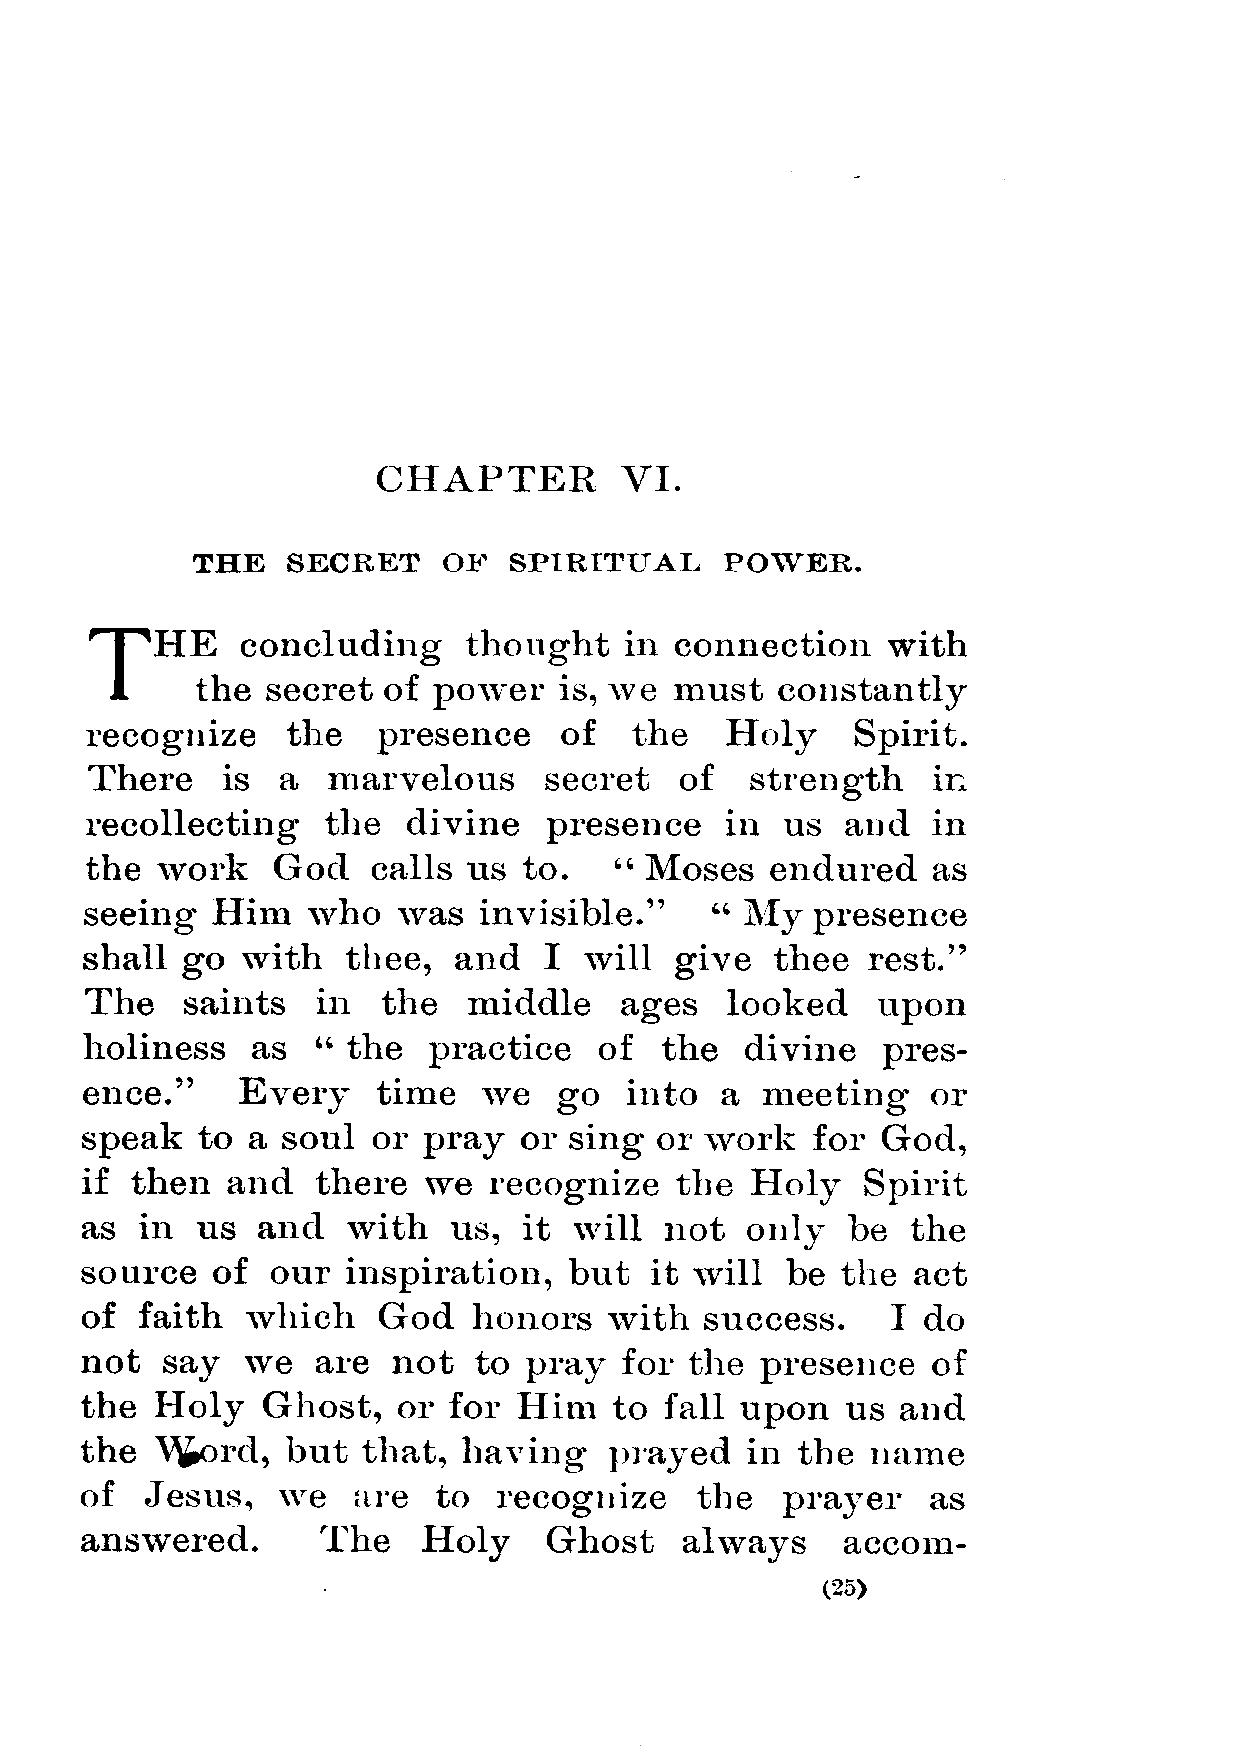 CHAPTER VI.
THE SECRET OF SPIRITUAL POWER.
THE concluding thought in connection with
the secret of power is, we must constantly
recognize the presence of the Holy Spirit.
There is a marvelous secret of strength in
recollecting the divine presence in us and in
the work God calls us to. “ Moses endured as
seeing Him who was invisible.” “ My presence
shall go with thee, and I will give thee rest.”
The saints in the middle ages looked upon
holiness as “ the practice of the divine pres-
ence.” Every time we go into a meeting or
speak to a soul or pray or sing or work for God,
if then and there we recognize the Holy Spirit
as in us and with us, it will not only be the
source of our inspiration, but it will be the act
of faith which God honors with success. I do
not say we are not to pray for the presence of
the Holy Ghost, or for Him to fall upon us and
the Word, but that, having prayed in the name
of Jesus, we are to recognize the prayer as
answered. The Holy Ghost always accom-
(25)